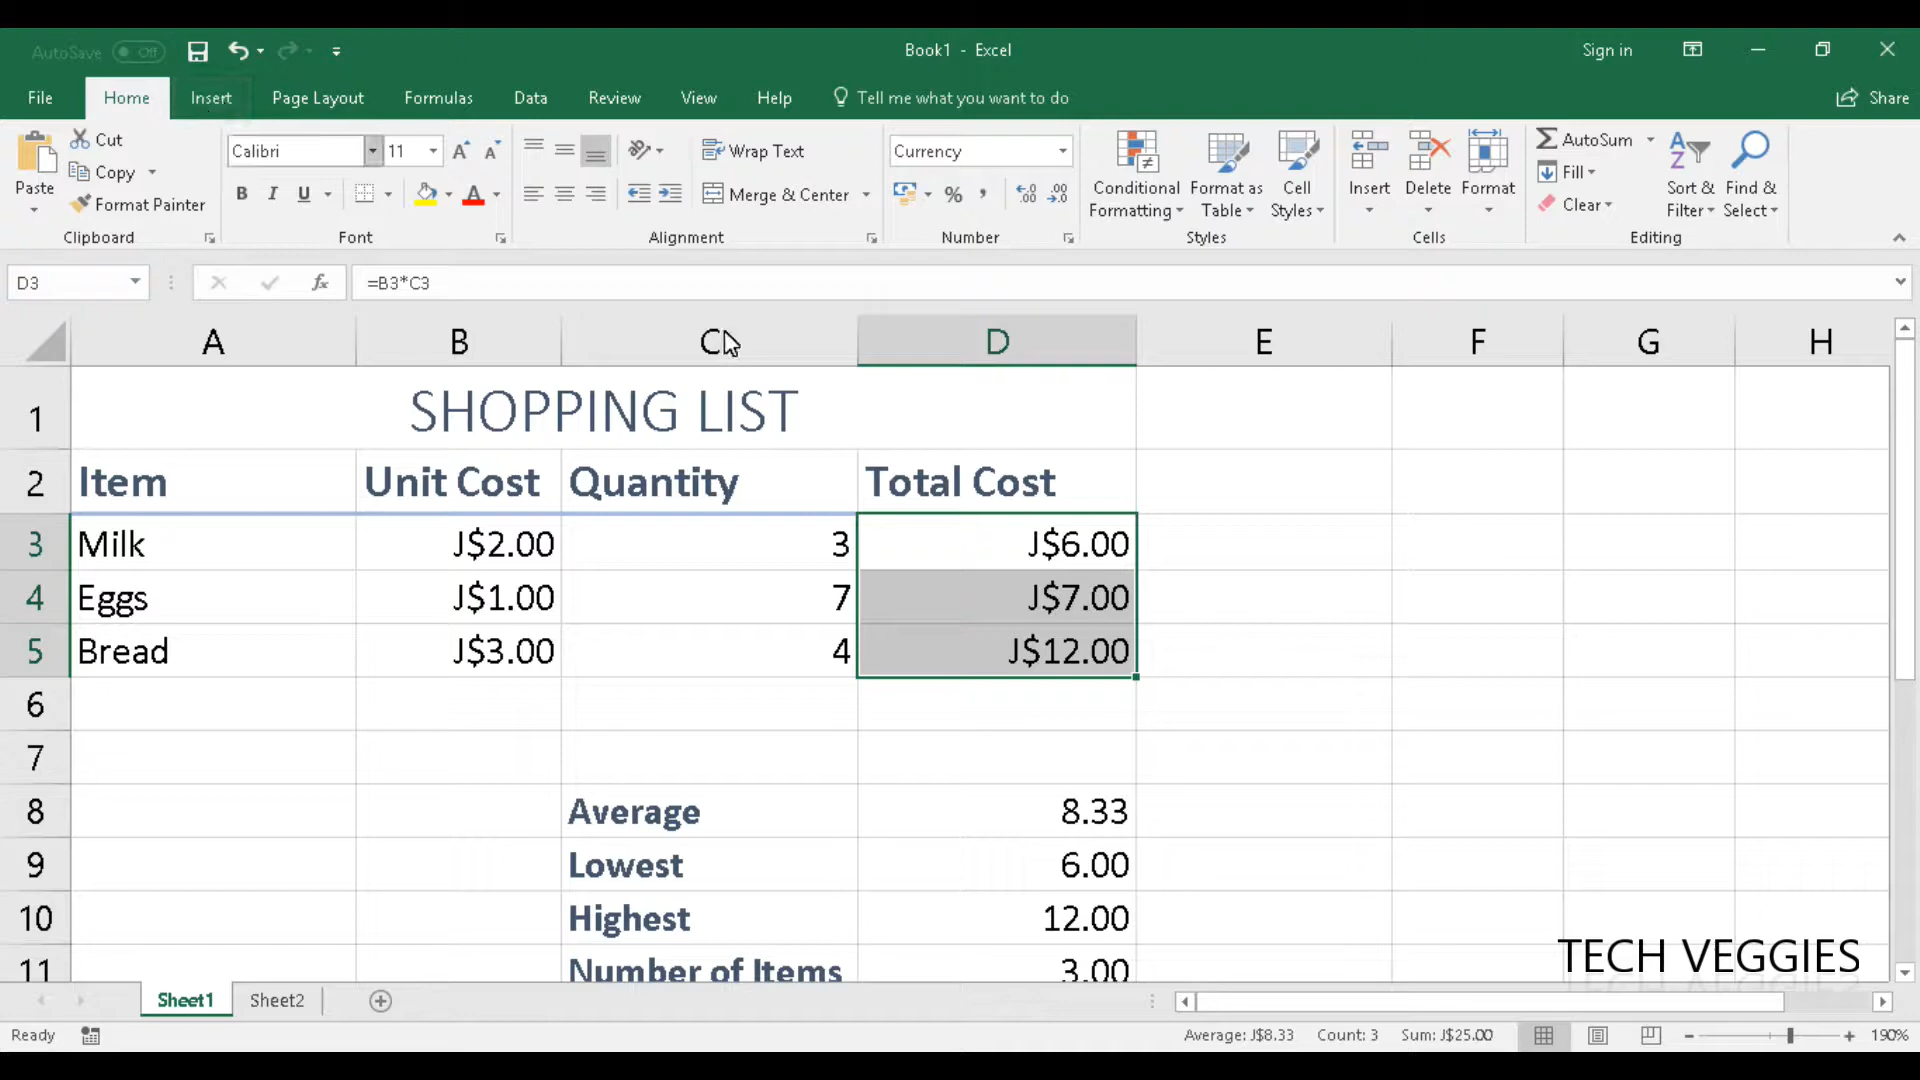 AutoSave Off Book1 - Excel Sign in
File Home Insert Page Layout Formulas Data Review View Help Tell me what you want to do Share
Cut Calibri 11 Wrap Text Currency AutoSum
Paste Copy Conditional Formatting Format as Table Cell Styles Insert Delete Format Fill Sort & Filter Find & Select
Format Painter B I U A Merge & Center $ % , Clear
Clipboard Font Alignment Number Styles Cells Editing
D3 fx =B3*C3
A B C D E F G H
1 SHOPPING LIST
2 Item Unit Cost Quantity Total Cost
3 Milk J$2.00 3 J$6.00
4 Eggs J$1.00 7 J$7.00
5 Bread J$3.00 4 J$12.00
6
7
8 Average 8.33
9 Lowest 6.00
10 Highest 12.00
11 Number of Items 3.00
TECH VEGGIES
Sheet1 Sheet2
Ready Average: J$8.33 Count: 3 Sum: J$25.00 190%